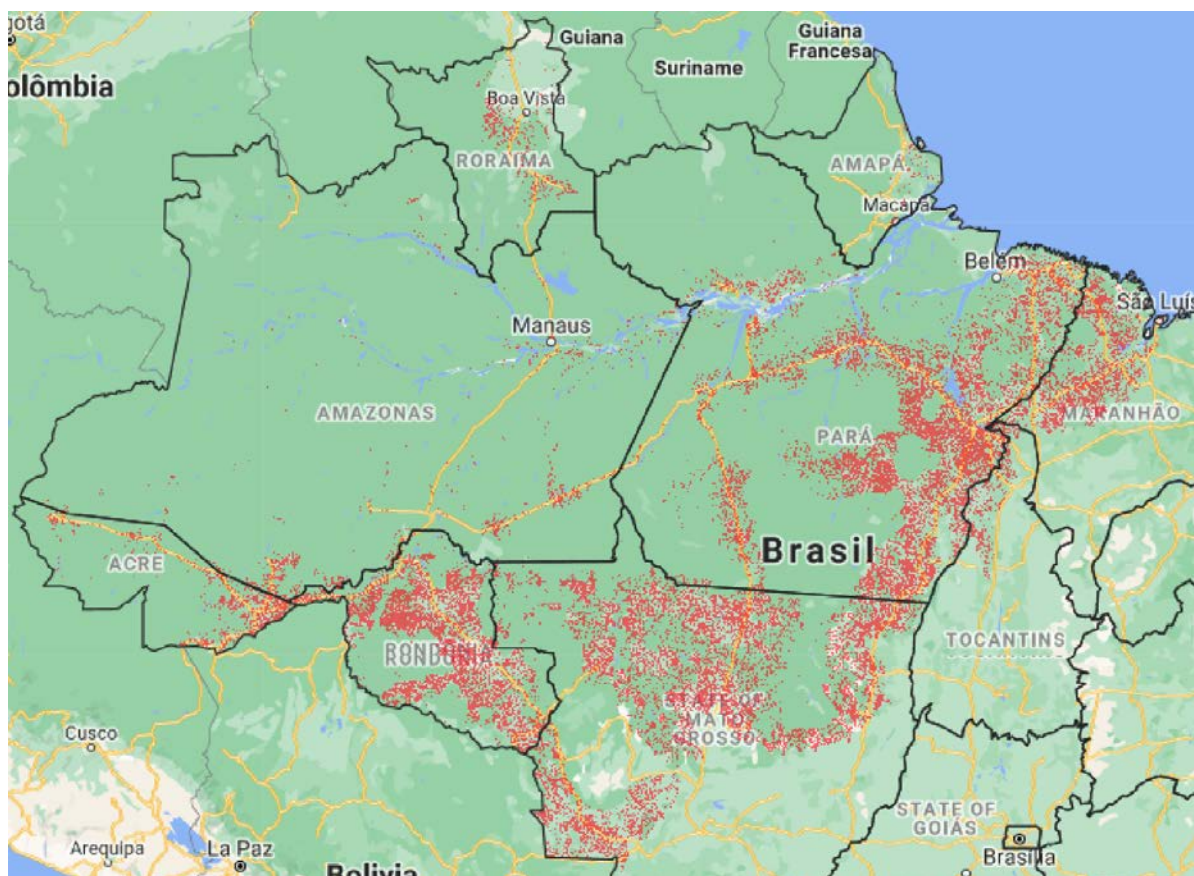 gotá
olômbia
Guiana
Suriname
Guiana
Francesa
Boa Vista
RORAIMA
AMAPÁ
Macapá
Belém
São Luís
Manaus
AMAZONAS
PARÁ
MARANHÃO
Brasil
ACRE
RONDÔNIA
TOCANTINS
STATE OF
MATO
GROSSO
Cusco
STATE OF
GOIÁS
Brasília
Arequipa
La Paz
Bolivia